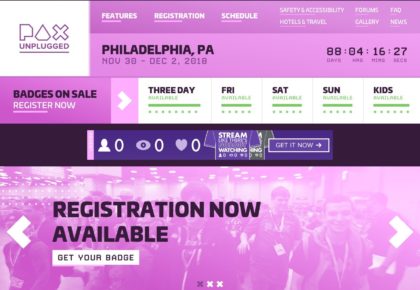 PAX
UNPLUGGED
FEATURES
REGISTRATION
SCHEDULE
SAFETY & ACCESSIBILITY
FORUMS
FAQ
HOTELS & TRAVEL
GALLERY
NEWS
PHILADELPHIA, PA
NOV 30 - DEC 2, 2018
88:04:16:27
DAYS HRS MINS SECS
BADGES ON SALE
REGISTER NOW
THREE DAY
AVAILABLE
FRI
AVAILABLE
SAT
AVAILABLE
SUN
AVAILABLE
KIDS
AVAILABLE
0 0 0
STREAM
LIKE THERE'S
WATCHING
GET IT NOW
REGISTRATION NOW
AVAILABLE
GET YOUR BADGE